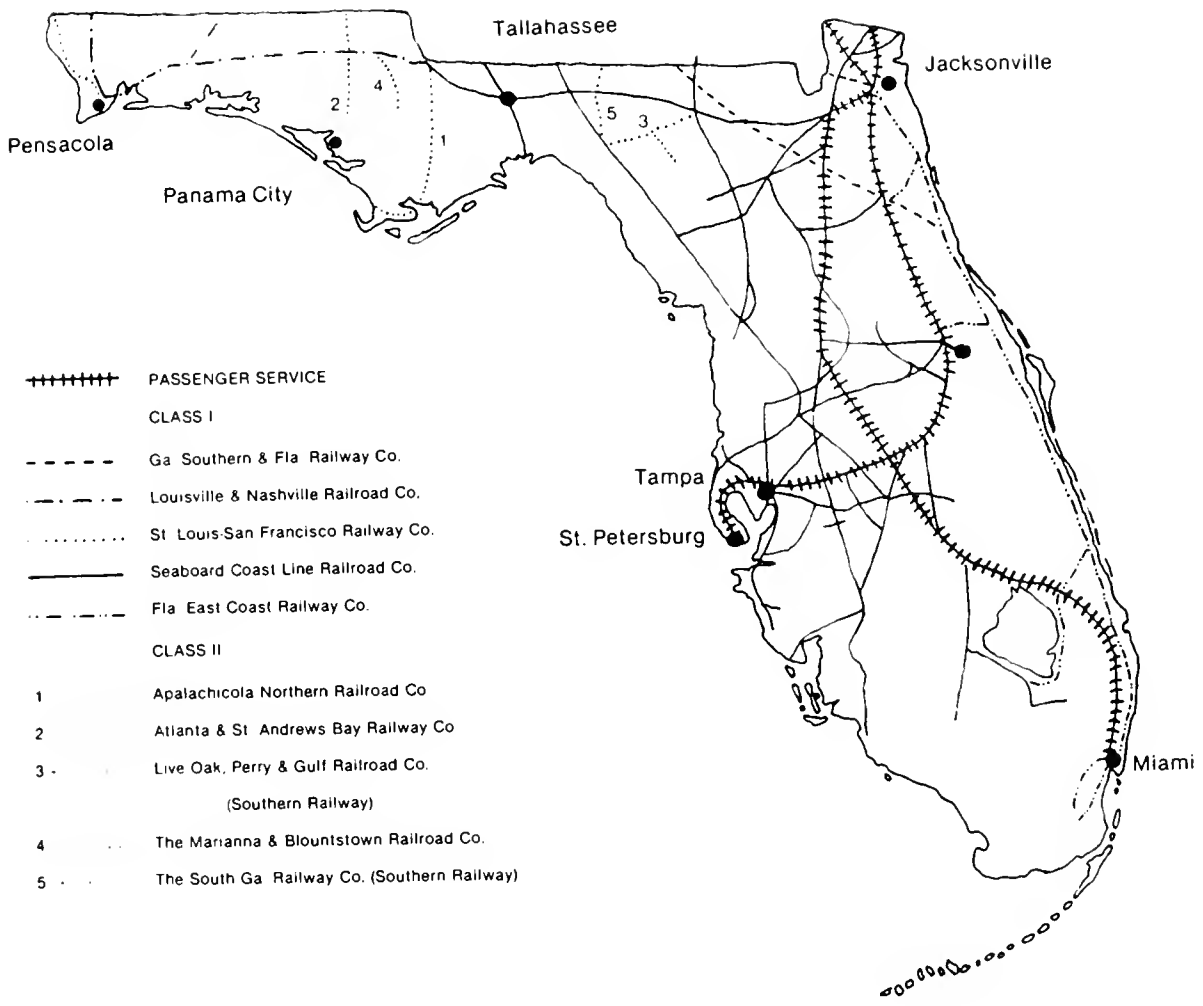 Tallahassee
Jacksonville
Pensacola
Panama City
2
4
1
5
3
Tampa
St. Petersburg
Miami
PASSENGER SERVICE
CLASS I
Ga Southern & Fla Railway Co.
Louisville & Nashville Railroad Co.
St Louis-San Francisco Railway Co.
Seaboard Coast Line Railroad Co.
Fla East Coast Railway Co.
CLASS II
1 Apalachicola Northern Railroad Co
2 Atlanta & St Andrews Bay Railway Co
3 Live Oak, Perry & Gulf Railroad Co.
(Southern Railway)
4 The Marianna & Blountstown Railroad Co.
5 The South Ga Railway Co. (Southern Railway)